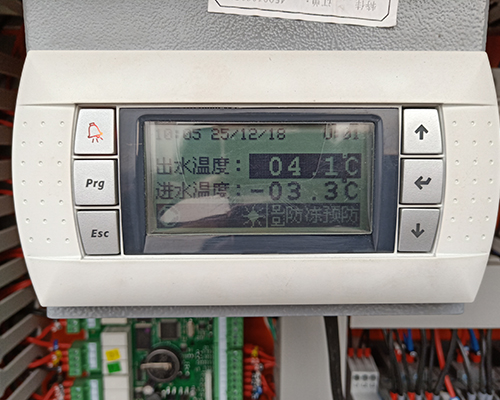 10:05 25/12/18 U:01
Prg
Esc
出水温度： 04.1℃
进水温度：-03.3℃
防冻预防